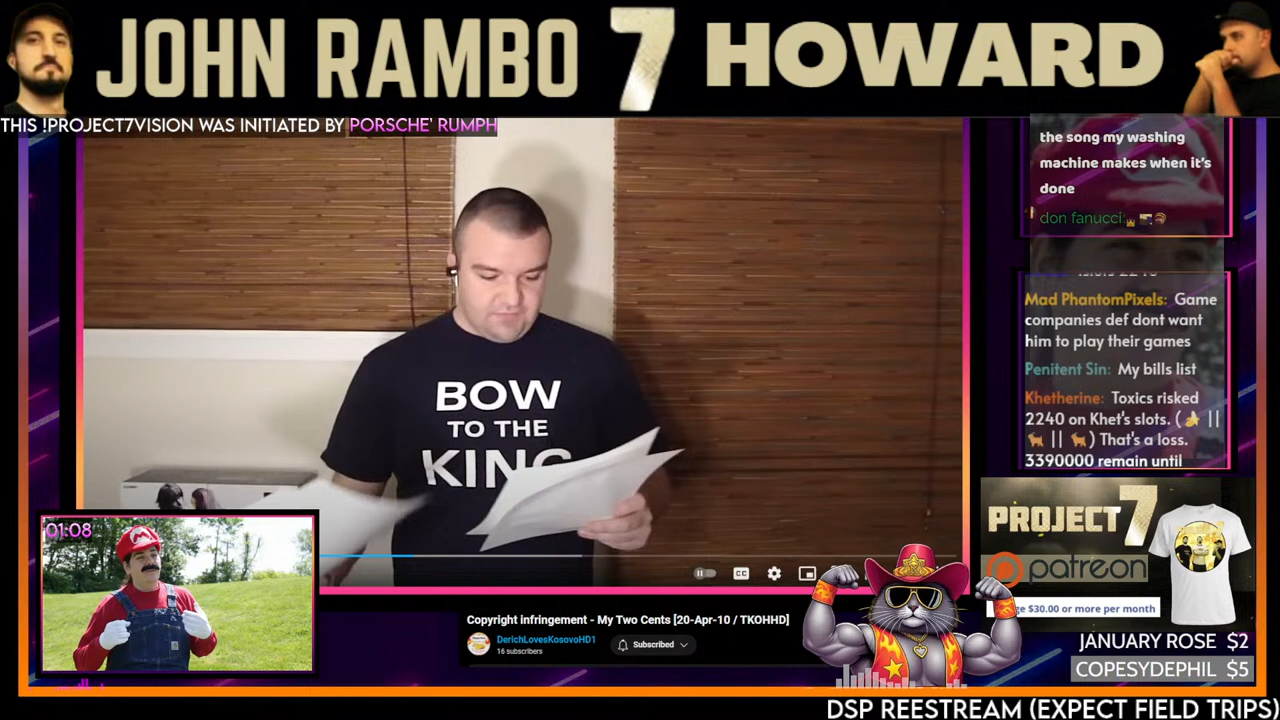 JOHN RAMBO 7 HOWARD
THIS !PROJECT7VISION WAS INITIATED BY PORSCHE' RUMPH
the song my washing
machine makes when it's
done
don fanucci:
Mad PhantomPixels: Game
companies def dont want
him to play their games
Penitent Sin: My bills list
Khetherine: Toxics risked
2240 on Khet's slots. ( ||
|| ) That's a loss.
3390000 remain until
BOW
TO THE
KING
01:08
M
CC
PROJECT 7
patreon
$30.00 or more per month
Copyright infringement - My Two Cents [20-Apr-10 / TKOHHD]
DerichLovesKosovoHD1
16 subscribers
Subscribed
JANUARY ROSE $2
COPESYDEPHIL $5
DSP REESTREAM (EXPECT FIELD TRIPS)